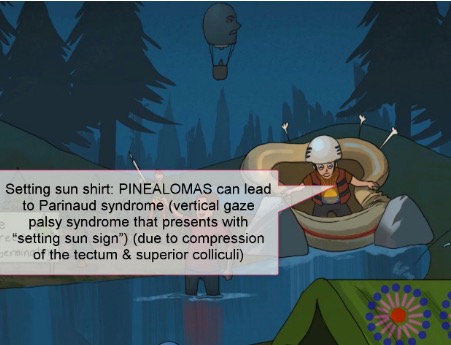 Setting sun shirt: PINEALOMAS can lead
to Parinaud syndrome (vertical gaze
palsy syndrome that presents with
“setting sun sign”) (due to compression
of the tectum & superior colliculi)